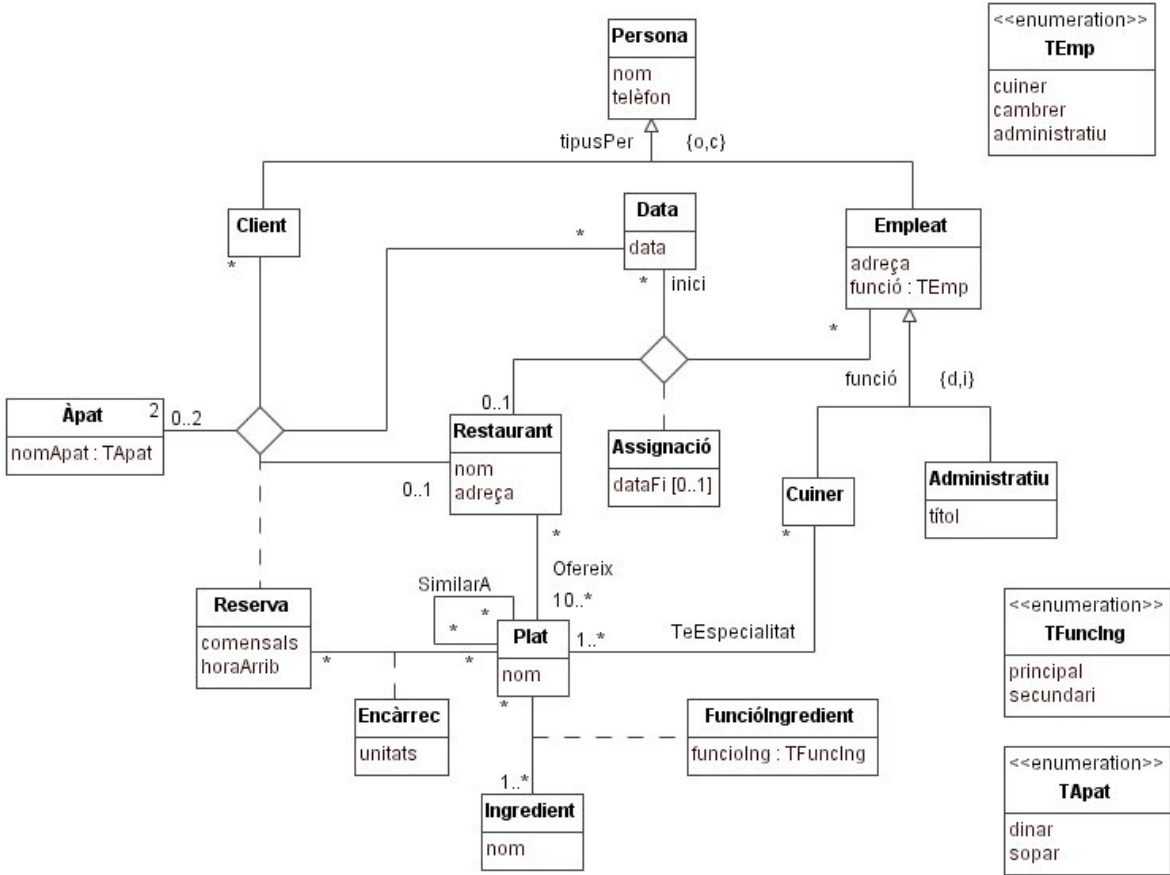 Persona
nom
telèfon
<<enumeration>>
TEmp
cuiner
cambrer
administratiu
tipusPer
{o,c}
Client
*
Data
data
*
*
inici
Empleat
adreça
funció : TEmp
*
funció
{d,i}
Àpat
2
nomApat : TApat
0..2
0..1
0..1
Restaurant
nom
adreça
*
Assignació
dataFi [0..1]
Cuiner
*
Administratiu
títol
Ofereix
10..*
SimilarA
*
*
Reserva
comensals
horaArrib
*
*
Plat
nom
*
1..*
TeEspecialitat
<<enumeration>>
TFuncIng
principal
secundari
Encàrrec
unitats
FuncióIngredient
funcioIng : TFuncIng
1..*
Ingredient
nom
<<enumeration>>
TApat
dinar
sopar